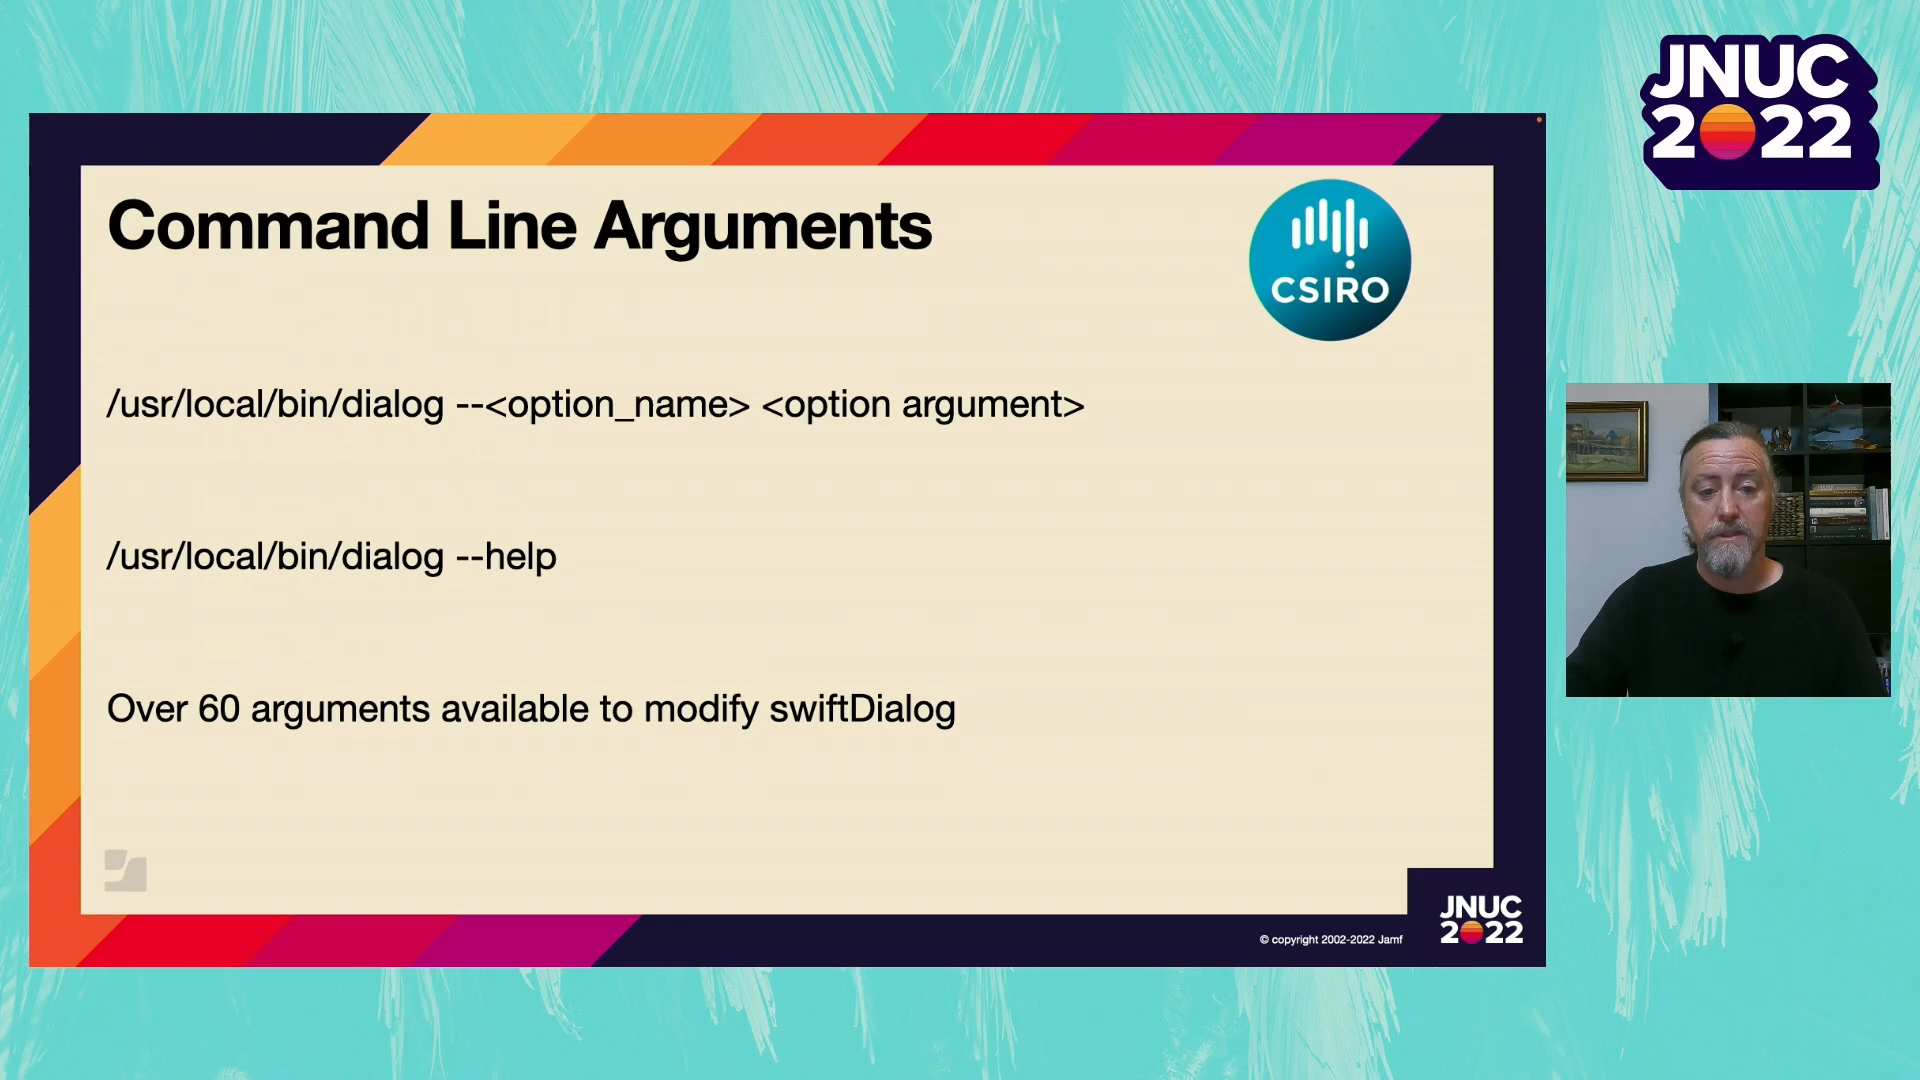 JNUC
2022
Command Line Arguments
CSIRO
/usr/local/bin/dialog --<option_name> <option argument>
/usr/local/bin/dialog --help
Over 60 arguments available to modify swiftDialog
© copyright 2002-2022 Jamf
JNUC
2022